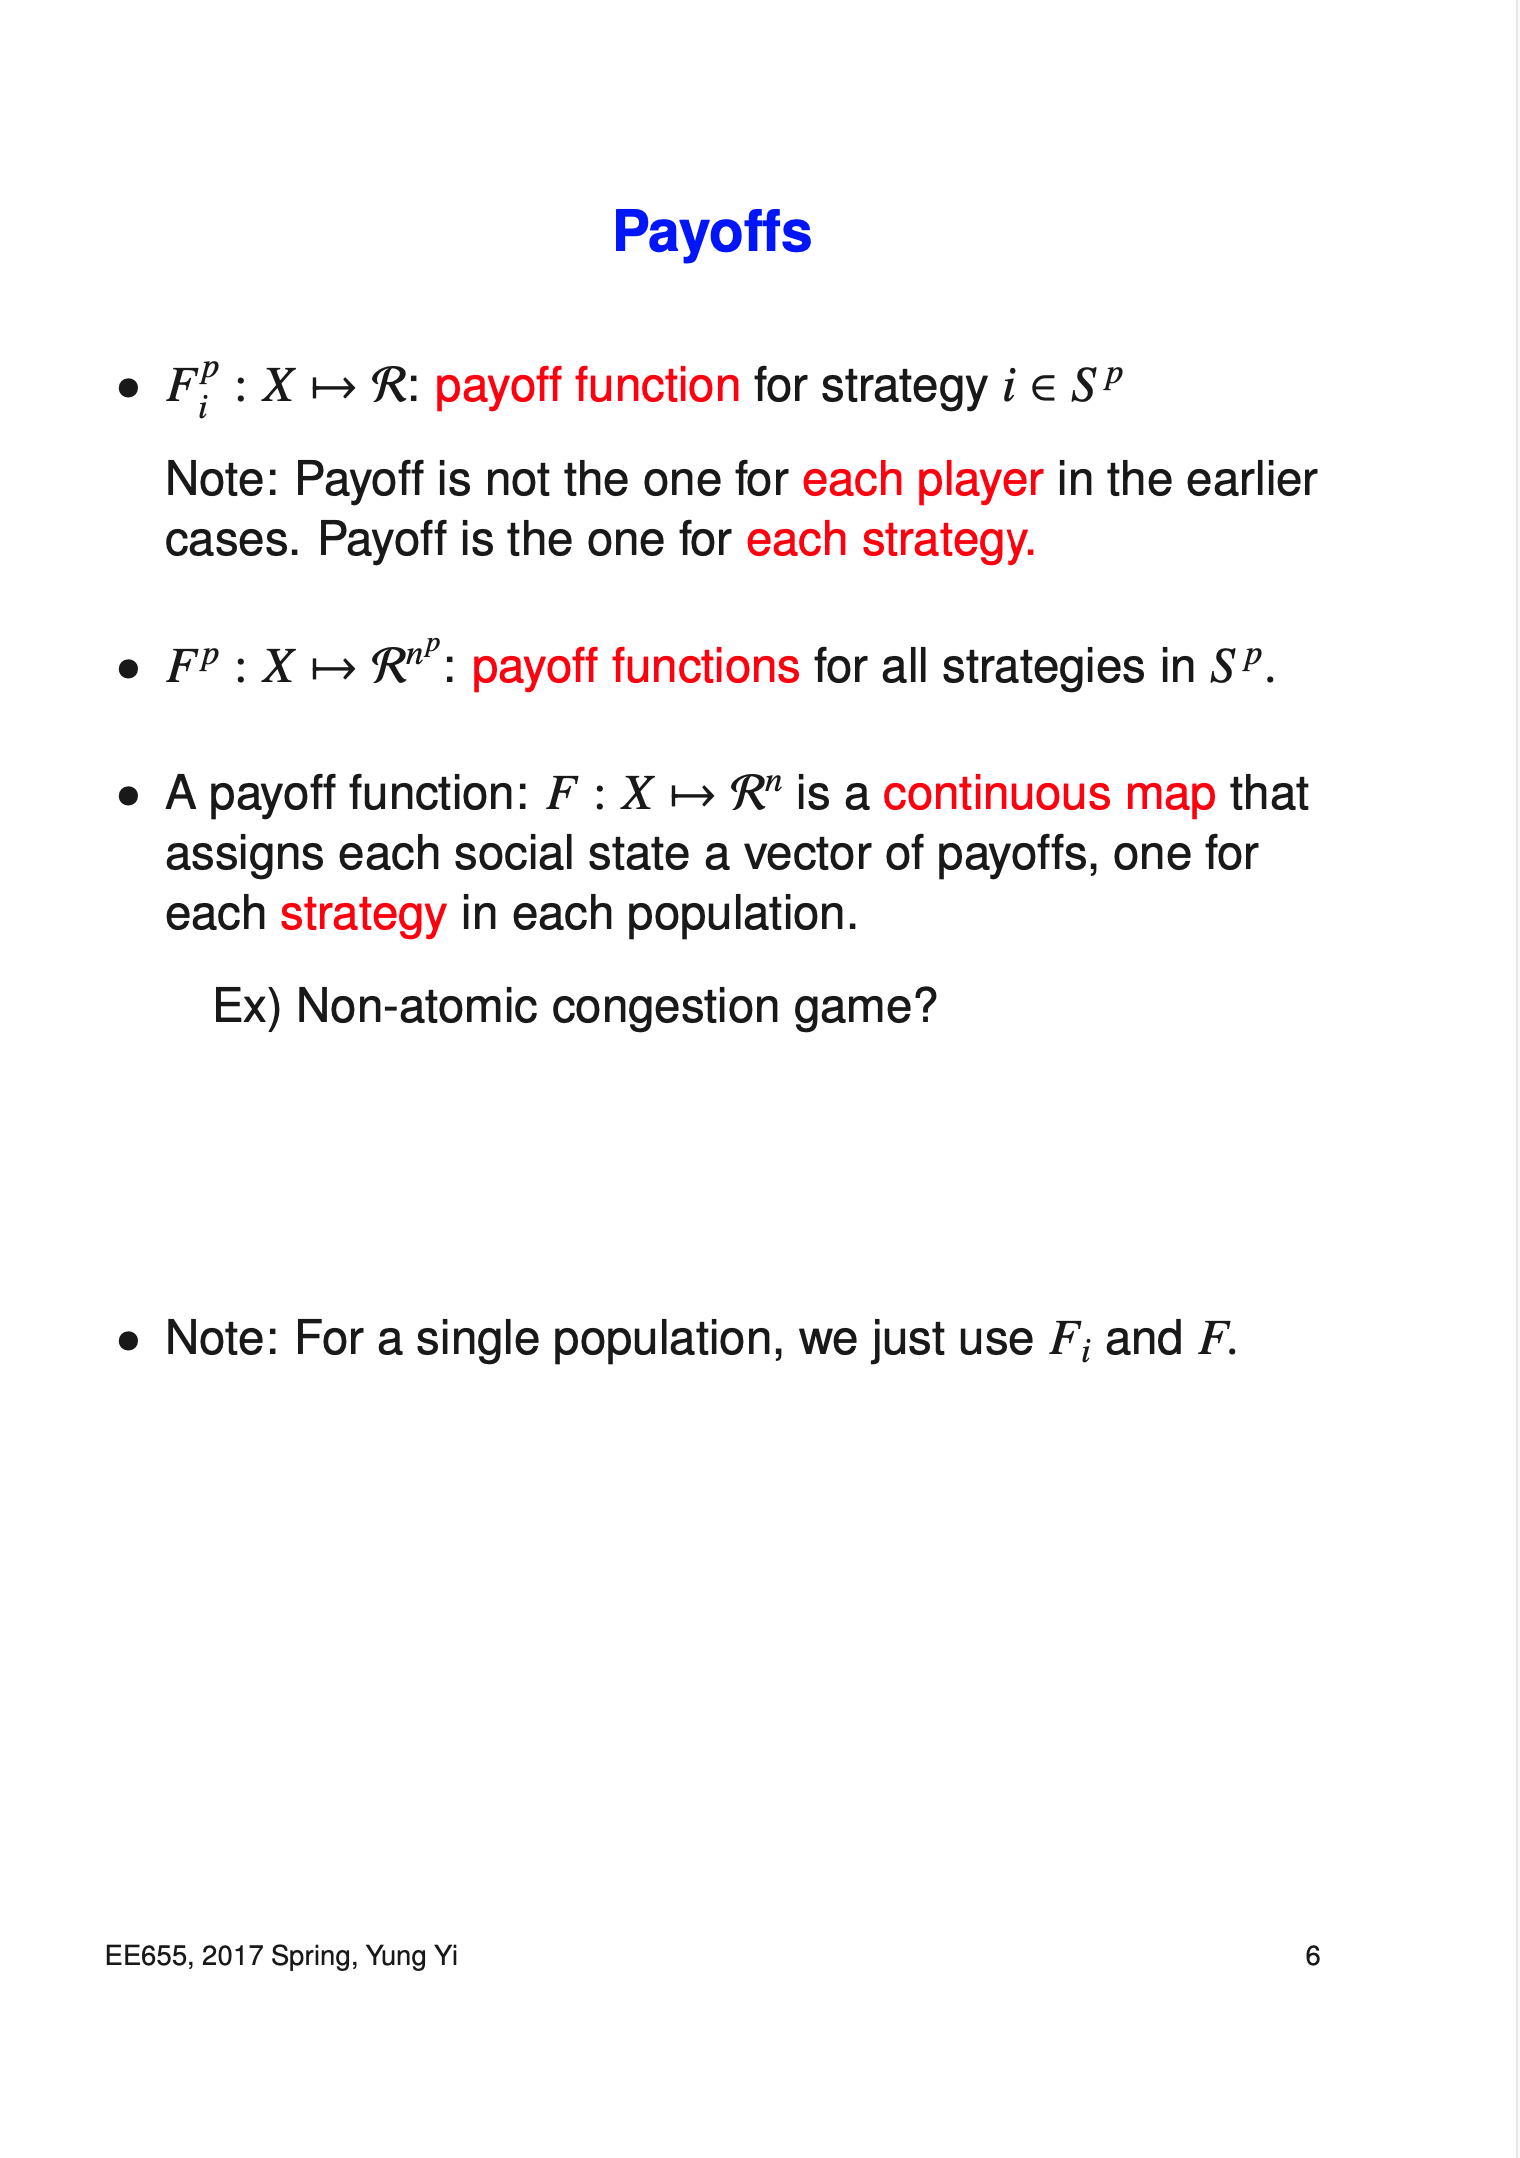 Payoffs
• F_i^p : X ↦ ℛ: payoff function for strategy i ∈ S^p
Note: Payoff is not the one for each player in the earlier
cases. Payoff is the one for each strategy.
• F^p : X ↦ ℛ^{n^p}: payoff functions for all strategies in S^p.
• A payoff function: F : X ↦ ℛ^n is a continuous map that
assigns each social state a vector of payoffs, one for
each strategy in each population.
Ex) Non-atomic congestion game?
• Note: For a single population, we just use F_i and F.
EE655, 2017 Spring, Yung Yi 6